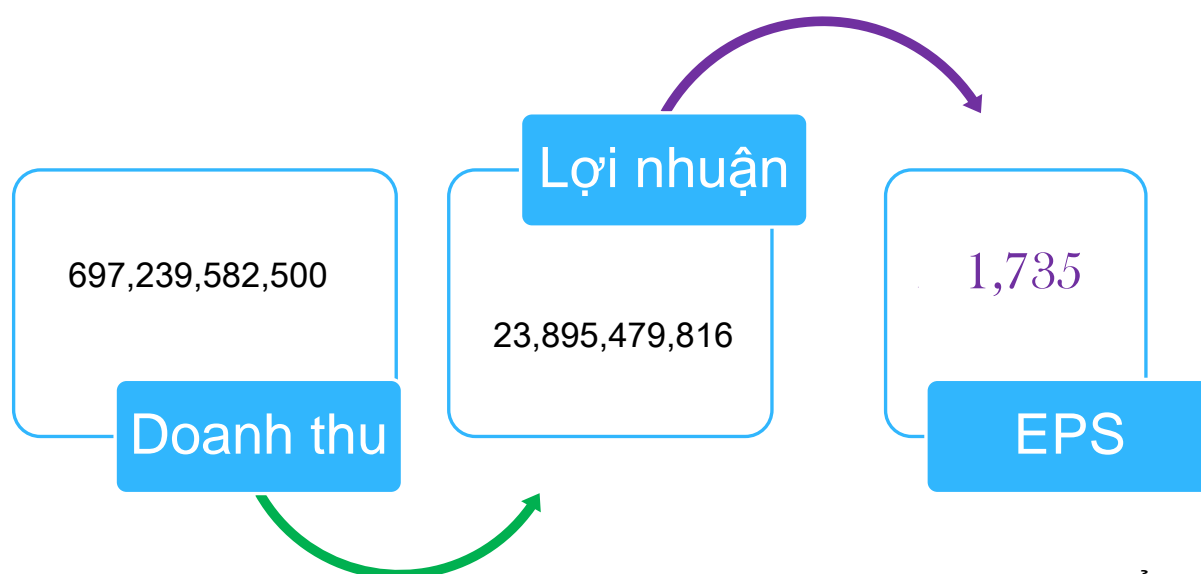 697,239,582,500
Doanh thu
Lợi nhuận
23,895,479,816
1,735
EPS